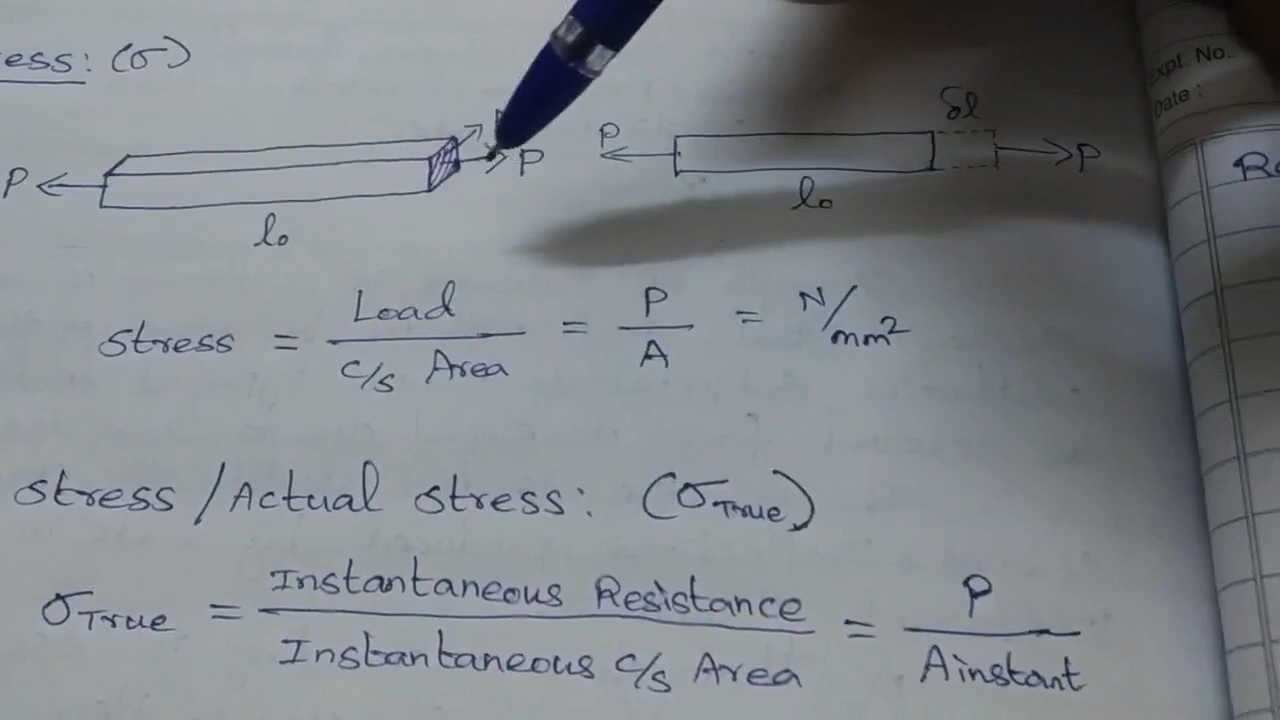 ess: (σ)
P P l₀
P l₀ δl P
stress = Load / c/s Area = P / A = N/mm²
stress / Actual stress: (σTrue)
σTrue = Instantaneous Resistance / Instantaneous c/s Area = P / Ainstant
Expt. No.
Date :